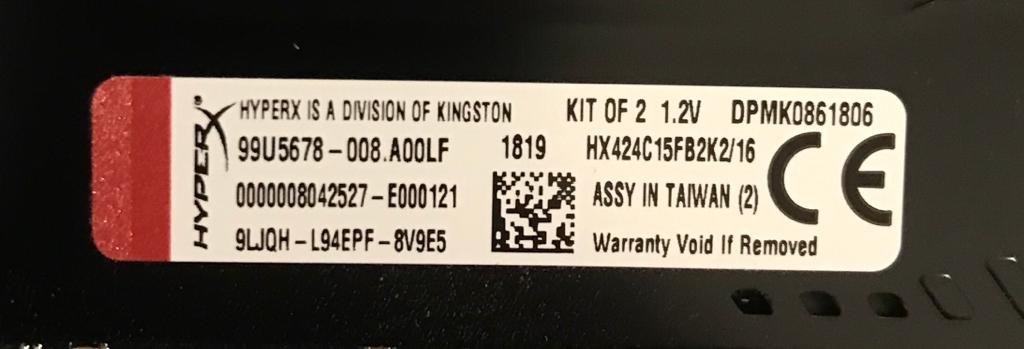 HYPERX
HYPERX IS A DIVISION OF KINGSTON KIT OF 2 1.2V DPMK0861806
99U5678-008.A00LF 1819 HX424C15FB2K2/16
0000008042527-E000121 ASSY IN TAIWAN (2)
9LJQH-L94EPF-8V9E5 Warranty Void If Removed
CE